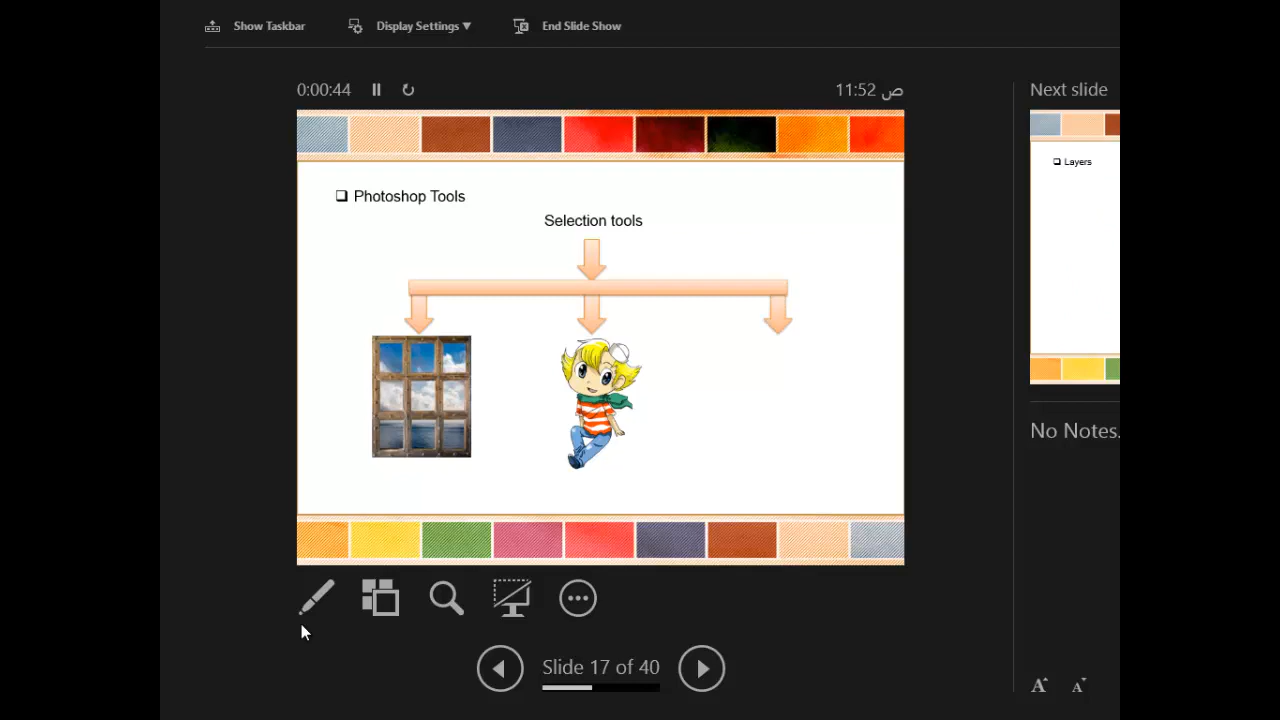 Show Taskbar
Display Settings ▼
End Slide Show
0:00:44
11:52 ص
Next slide
Photoshop Tools
Selection tools
Layers
No Notes.
Slide 17 of 40
A A